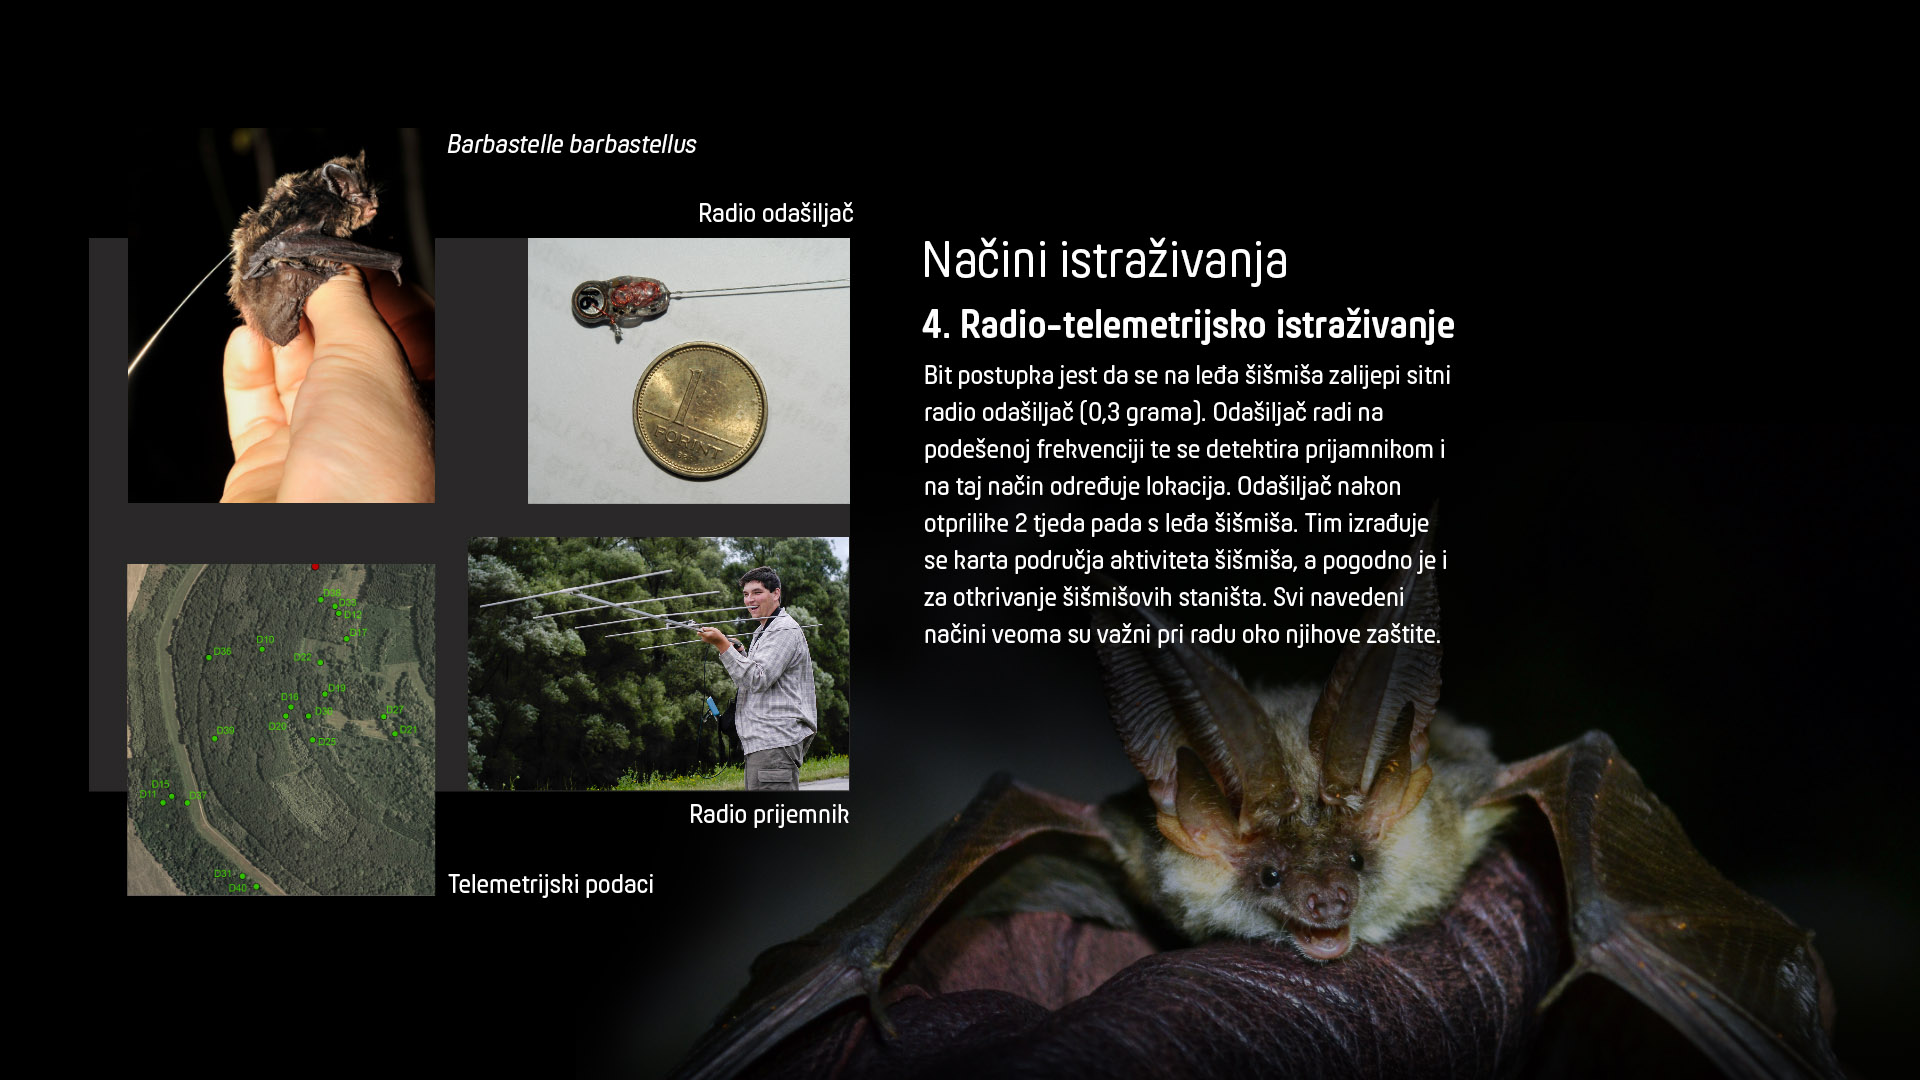 Barbastelle barbastellus
Radio odašiljač
Načini istraživanja
4. Radio-telemetrijsko istraživanje
Bit postupka jest da se na leđa šišmiša zalijepi sitni
radio odašiljač (0,3 grama). Odašiljač radi na
podešenoj frekvenciji te se detektira prijamnikom i
na taj način određuje lokacija. Odašiljač nakon
otprilike 2 tjeda pada s leđa šišmiša. Tim izrađuje
se karta područja aktiviteta šišmiša, a pogodno je i
za otkrivanje šišmišovih staništa. Svi navedeni
načini veoma su važni pri radu oko njihove zaštite.
1
FORINT
Radio prijemnik
Telemetrijski podaci
D12
D17
D10
D36
D22
D19
D16
D20
D25
D27
D21
D39
D15
D11
D37
D31
D40